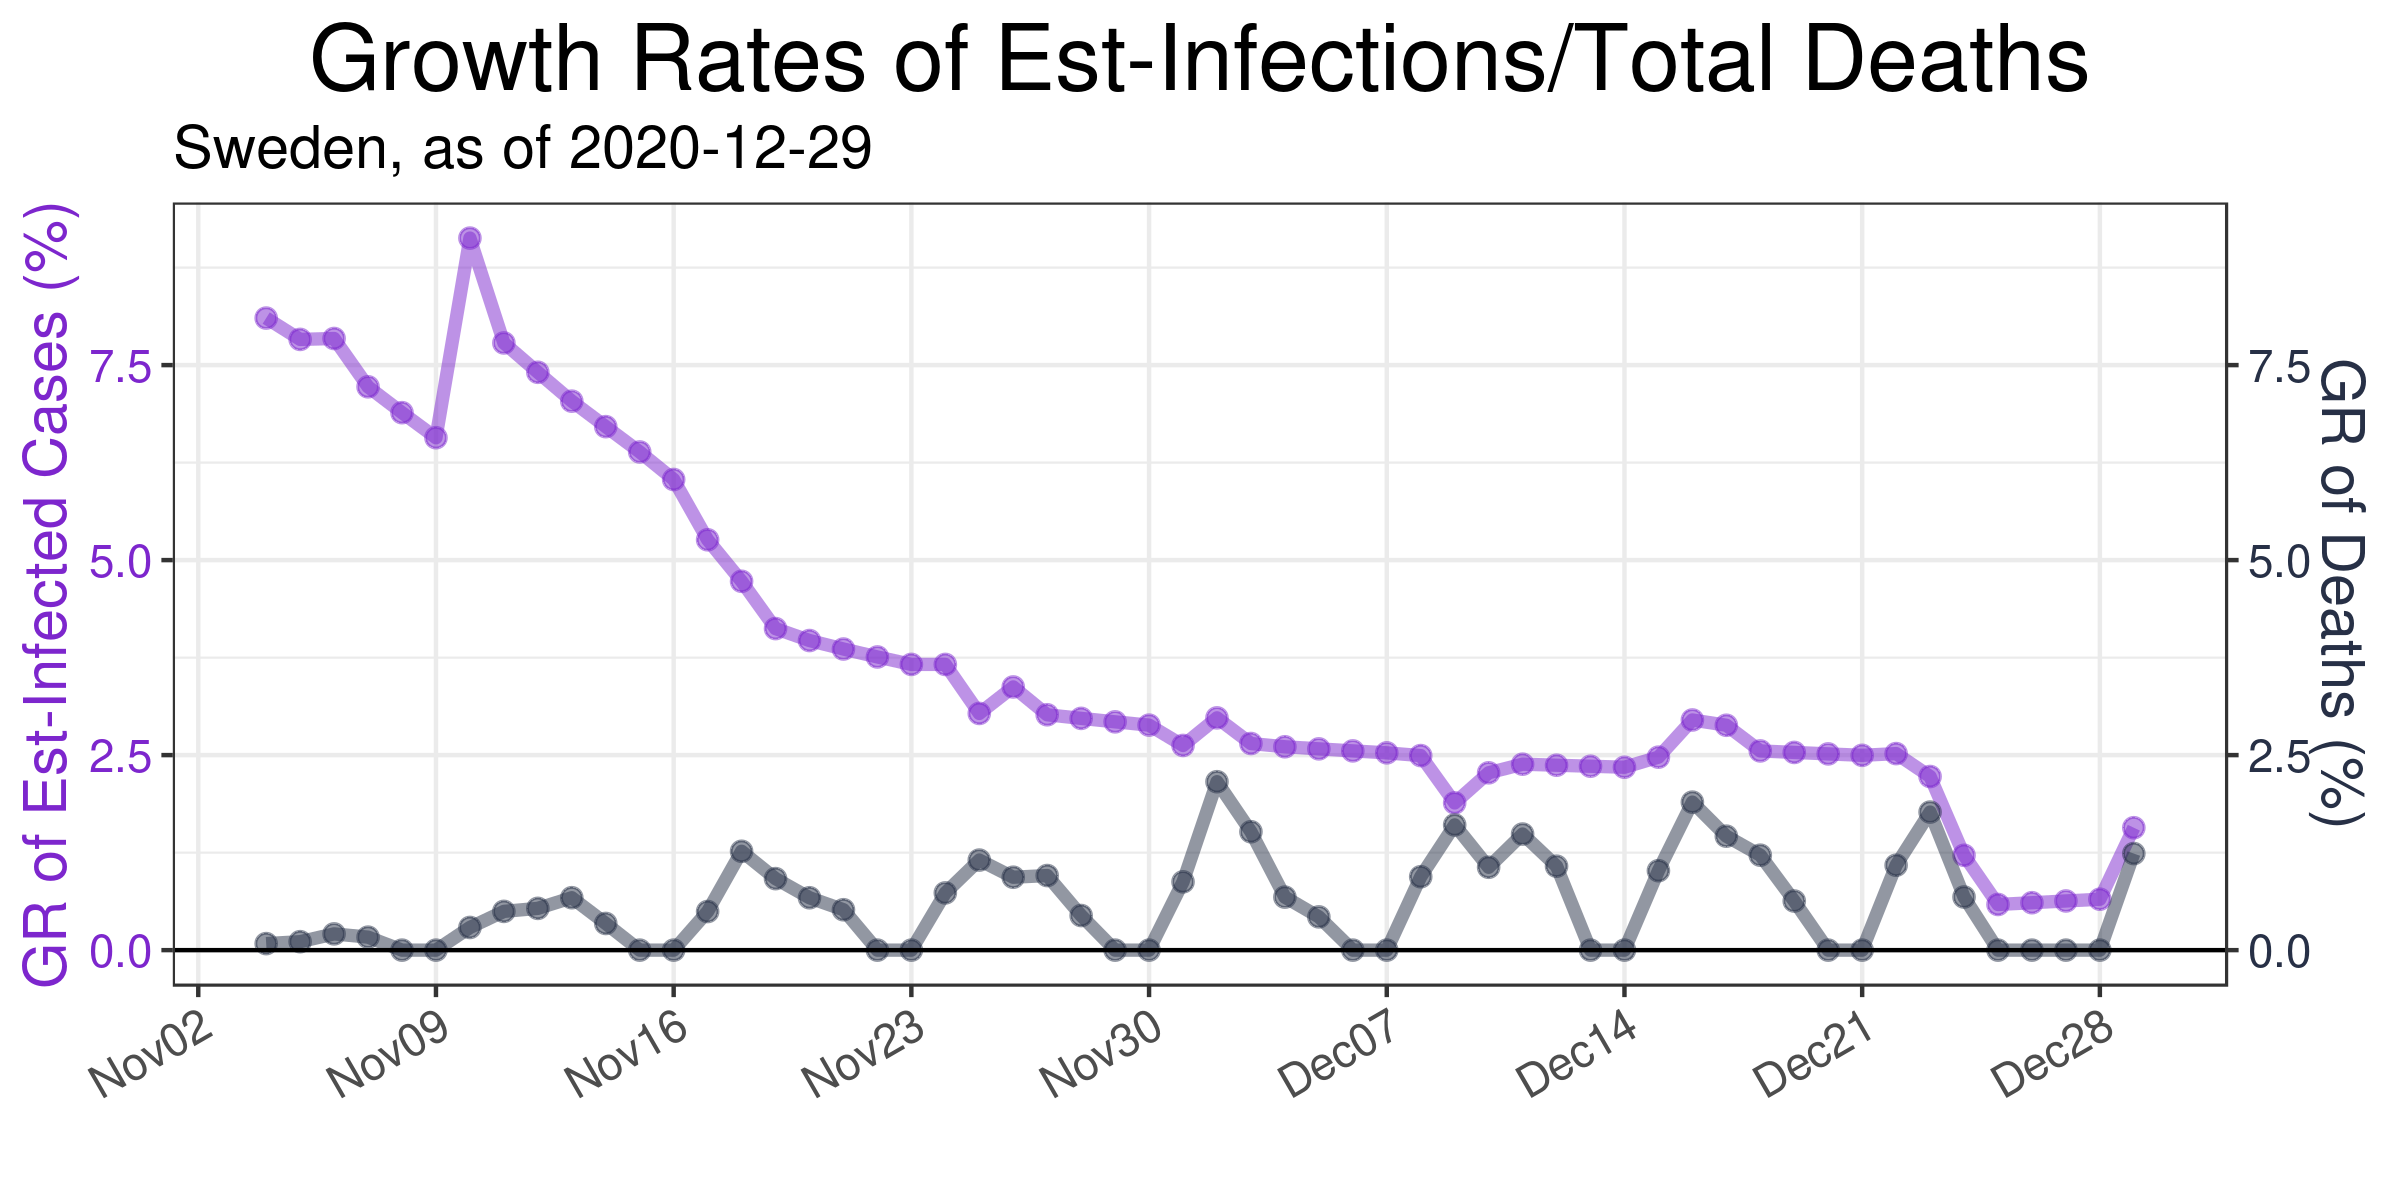 Growth Rates of Est-Infections/Total Deaths
Sweden, as of 2020-12-29
GR of Est-Infected Cases (%)
7.5
5.0
2.5
0.0
7.5
5.0
2.5
0.0
GR of Deaths (%)
Nov02
Nov09
Nov16
Nov23
Nov30
Dec07
Dec14
Dec21
Dec28